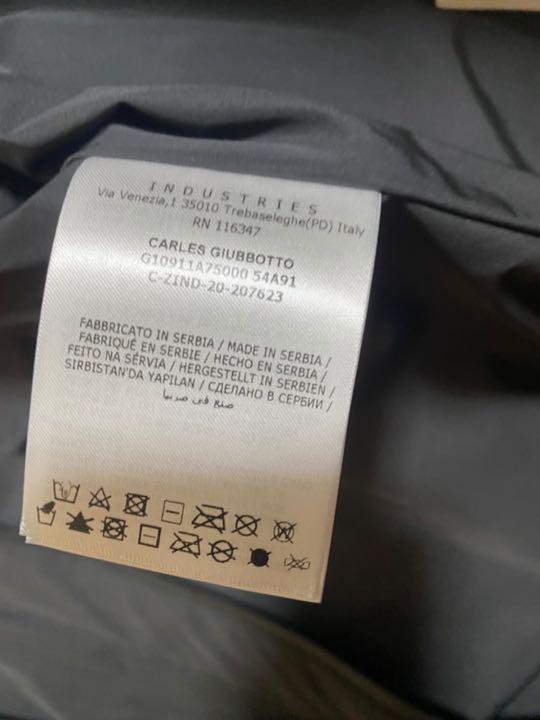 INDUSTRIES
Via Venezia,1 35010 Trebaseleghe(PD) Italy
RN 116347
CARLES GIUBBOTTO
G10911A75000 54A91
C-ZIND-20-207623
FABBRICATO IN SERBIA / MADE IN SERBIA /
FABRIQUÉ EN SERBIE / HECHO EN SERBIA /
FEITO NA SÉRVIA / HERGESTELLT IN SERBIEN /
SIRBISTAN'DA YAPILAN / СДЕЛАНО В СЕРБИИ /
صنع في صربيا